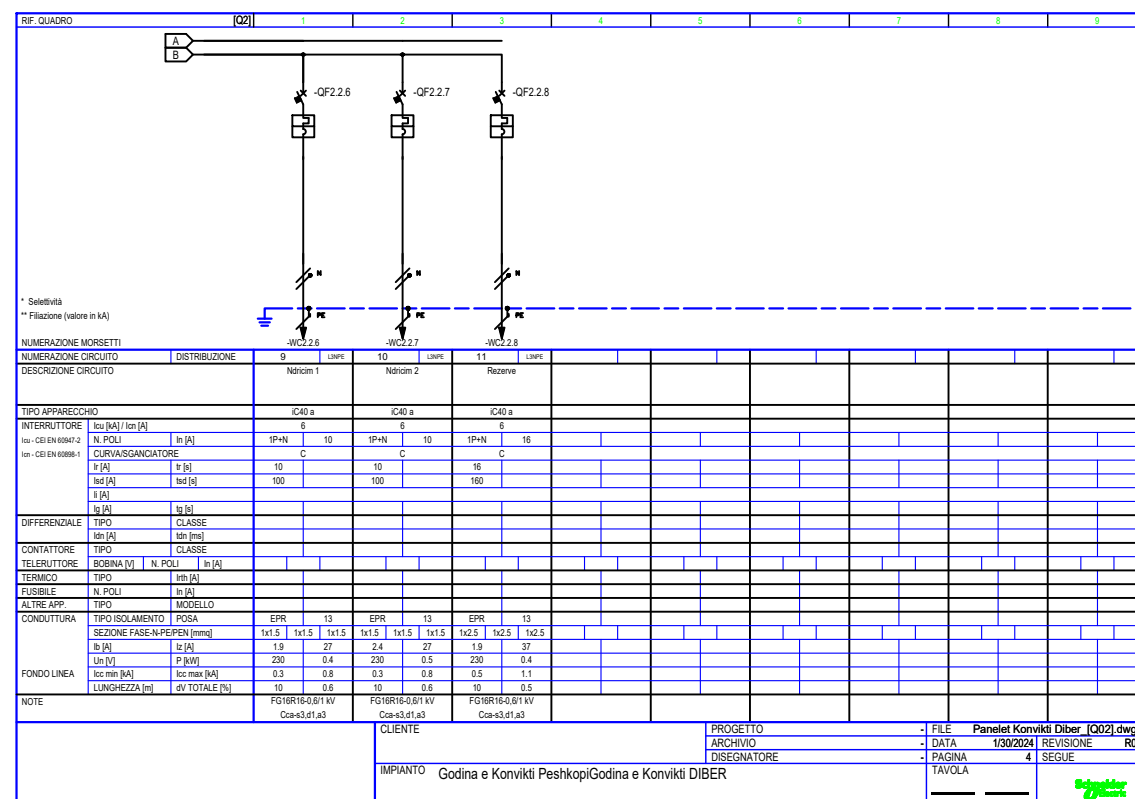 RIF. QUADRO [Q2] 1 2 3 4 5 6 7 8 9
A
B
-QF2.2.6 -QF2.2.7 -QF2.2.8
N N N
* Selettività
** Filiazione (valore in kA)
PE PE PE
NUMERAZIONE MORSETTI -WC2.2.6 -WC2.2.7 -WC2.2.8
NUMERAZIONE CIRCUITO DISTRIBUZIONE 9 L3NPE 10 L3NPE 11 L3NPE
DESCRIZIONE CIRCUITO Ndricim 1 Ndricim 2 Rezerve
TIPO APPARECCHIO iC40 a iC40 a iC40 a
INTERRUTTORE Icu [kA] / Icn [A] 6 6 6
Icu - CEI EN 60947-2 N. POLI In [A] 1P+N 10 1P+N 10 1P+N 16
Icn - CEI EN 60898-1 CURVA/SGANCIATORE C C C
Ir [A] tr [s] 10 10 16
Isd [A] tsd [s] 100 100 160
Ii [A]
Ig [A] tg [s]
DIFFERENZIALE TIPO CLASSE
Idn [A] tdn [ms]
CONTATTORE TIPO CLASSE
TELERUTTORE BOBINA [V] N. POLI In [A]
TERMICO TIPO Irth [A]
FUSIBILE N. POLI In [A]
ALTRE APP. TIPO MODELLO
CONDUTTURA TIPO ISOLAMENTO POSA EPR 13 EPR 13 EPR 13
SEZIONE FASE-N-PE/PEN [mmq] 1x1.5 1x1.5 1x1.5 1x1.5 1x1.5 1x1.5 1x2.5 1x2.5 1x2.5
Ib [A] Iz [A] 1.9 27 2.4 27 1.9 37
Un [V] P [kW] 230 0.4 230 0.5 230 0.4
FONDO LINEA Icc min [kA] Icc max [kA] 0.3 0.8 0.3 0.8 0.5 1.1
LUNGHEZZA [m] dV TOTALE [%] 10 0.6 10 0.6 10 0.5
NOTE FG16R16-0,6/1 kV FG16R16-0,6/1 kV FG16R16-0,6/1 kV
Cca-s3,d1,a3 Cca-s3,d1,a3 Cca-s3,d1,a3
CLIENTE PROGETTO - FILE Panelet Konvikti Diber_[Q02].dwg
ARCHIVIO - DATA 1/30/2024 REVISIONE R0
DISEGNATORE - PAGINA 4 SEGUE
IMPIANTO Godina e Konvikti PeshkopiGodina e Konvikti DIBER TAVOLA
Schneider
Electric